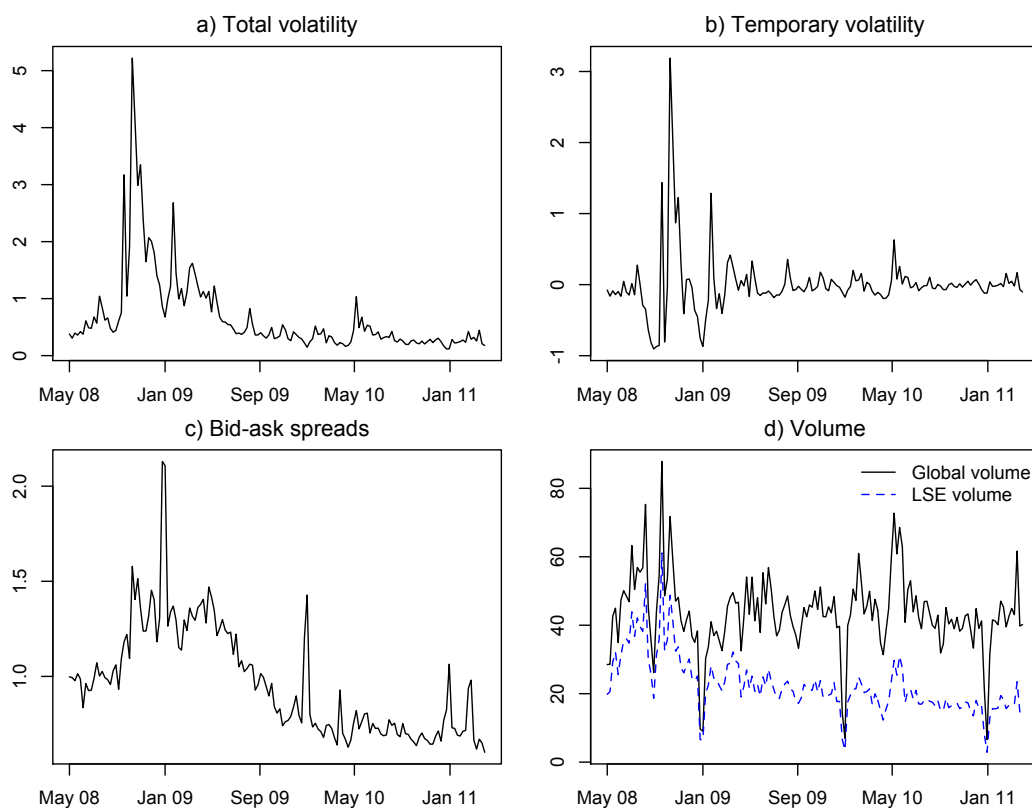 a) Total volatility
5
4
3
2
1
0
May 08 Jan 09 Sep 09 May 10 Jan 11
b) Temporary volatility
3
2
1
0
-1
May 08 Jan 09 Sep 09 May 10 Jan 11
c) Bid-ask spreads
2.0
1.5
1.0
May 08 Jan 09 Sep 09 May 10 Jan 11
d) Volume
Global volume
LSE volume
80
60
40
20
0
May 08 Jan 09 Sep 09 May 10 Jan 11